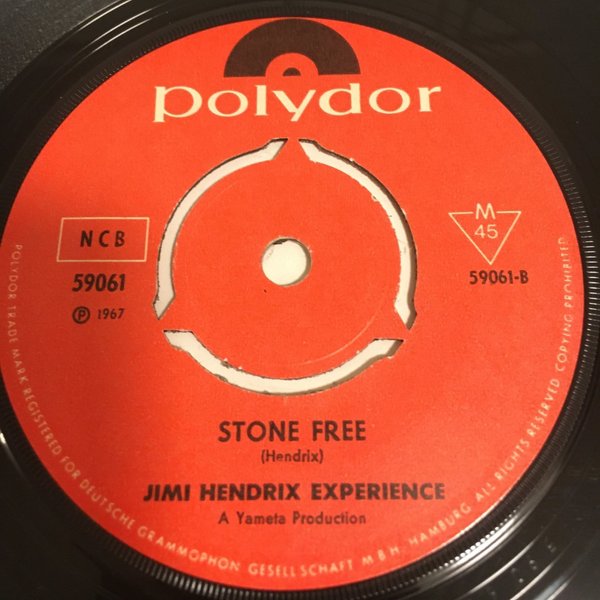 polydor
NCB
59061
℗ 1967
M
45
59061-B
STONE FREE
(Hendrix)
JIMI HENDRIX EXPERIENCE
A Yameta Production
POLYDOR TRADE MARK REGISTERED FOR DEUTSCHE GRAMMOPHON GESELLSCHAFT M B H. HAMBURG ALL RIGHTS RESERVED COPYING PROHIBITED